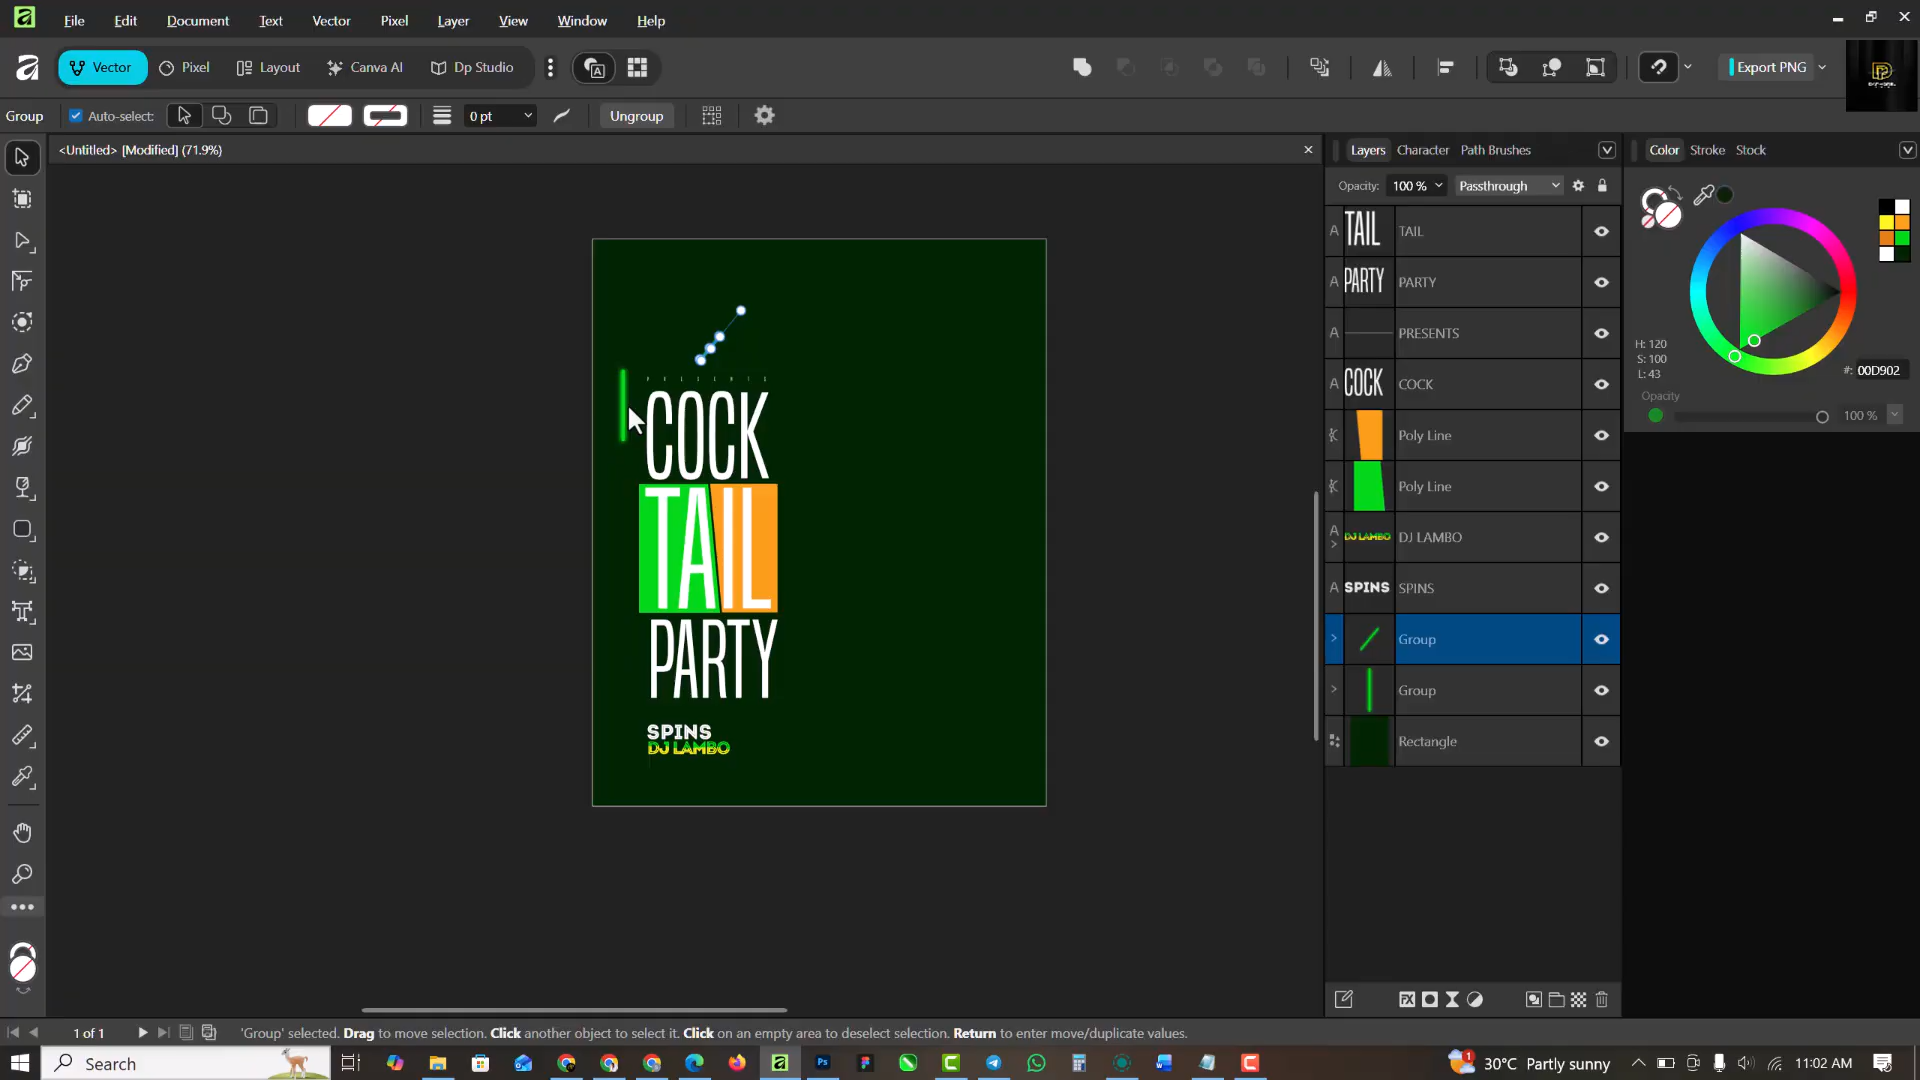 File Edit Document Text Vector Pixel Layer View Window Help
Vector Pixel Layout Canva AI Dp Studio Export PNG
Group Auto-select: 0 pt Ungroup
<Untitled> [Modified] (71.9%)
Layers Character Path Brushes Color Stroke Stock
Opacity: 100 % Passthrough
TAIL TAIL
PARTY PARTY
PRESENTS
COCK COCK
Poly Line
Poly Line
DJ LAMBO DJ LAMBO
SPINS SPINS
Group
Group
Rectangle
H: 120
S: 100
L: 43
#: 00D902
Opacity
100 %
PRESENTS
COCK
TAIL
PARTY
SPINS
DJ LAMBO
1 of 1 'Group' selected. Drag to move selection. Click another object to select it. Click on an empty area to deselect selection. Return to enter move/duplicate values.
Search 30°C Partly sunny 11:02 AM